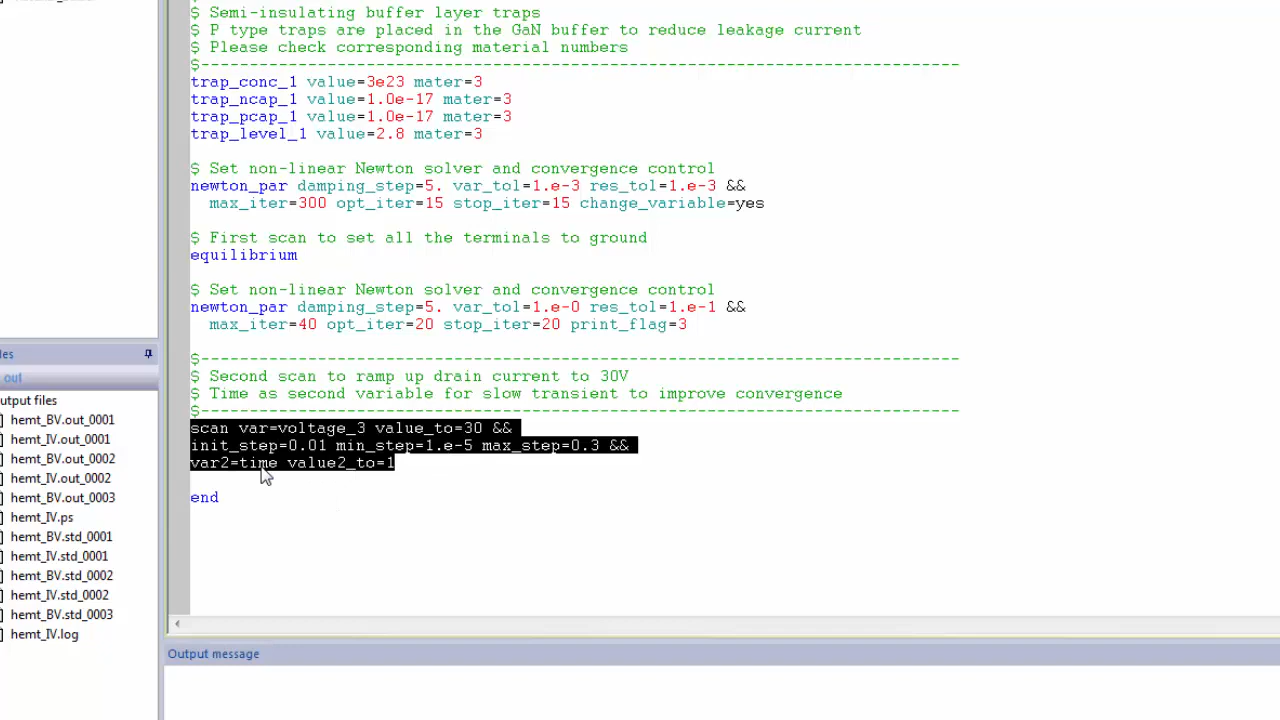 $ Semi-insulating buffer layer traps
$ P type traps are placed in the GaN buffer to reduce leakage current
$ Please check corresponding material numbers
$-------------------------------------------------------------------------------
trap_conc_1 value=3e23 mater=3
trap_ncap_1 value=1.0e-17 mater=3
trap_pcap_1 value=1.0e-17 mater=3
trap_level_1 value=2.8 mater=3
$ Set non-linear Newton solver and convergence control
newton_par damping_step=5. var_tol=1.e-3 res_tol=1.e-3 &&
max_iter=300 opt_iter=15 stop_iter=15 change_variable=yes
$ First scan to set all the terminals to ground
equilibrium
$ Set non-linear Newton solver and convergence control
newton_par damping_step=5. var_tol=1.e-0 res_tol=1.e-1 &&
max_iter=40 opt_iter=20 stop_iter=20 print_flag=3
$-------------------------------------------------------------------------------
$ Second scan to ramp up drain current to 30V
$ Time as second variable for slow transient to improve convergence
$-------------------------------------------------------------------------------
scan var=voltage_3 value_to=30 &&
init_step=0.01 min_step=1.e-5 max_step=0.3 &&
var2=time value2_to=1
end
les
out
utput files
hemt_BV.out_0001
hemt_IV.out_0001
hemt_BV.out_0002
hemt_IV.out_0002
hemt_BV.out_0003
hemt_IV.ps
hemt_BV.std_0001
hemt_IV.std_0001
hemt_BV.std_0002
hemt_IV.std_0002
hemt_BV.std_0003
hemt_IV.log
Output message